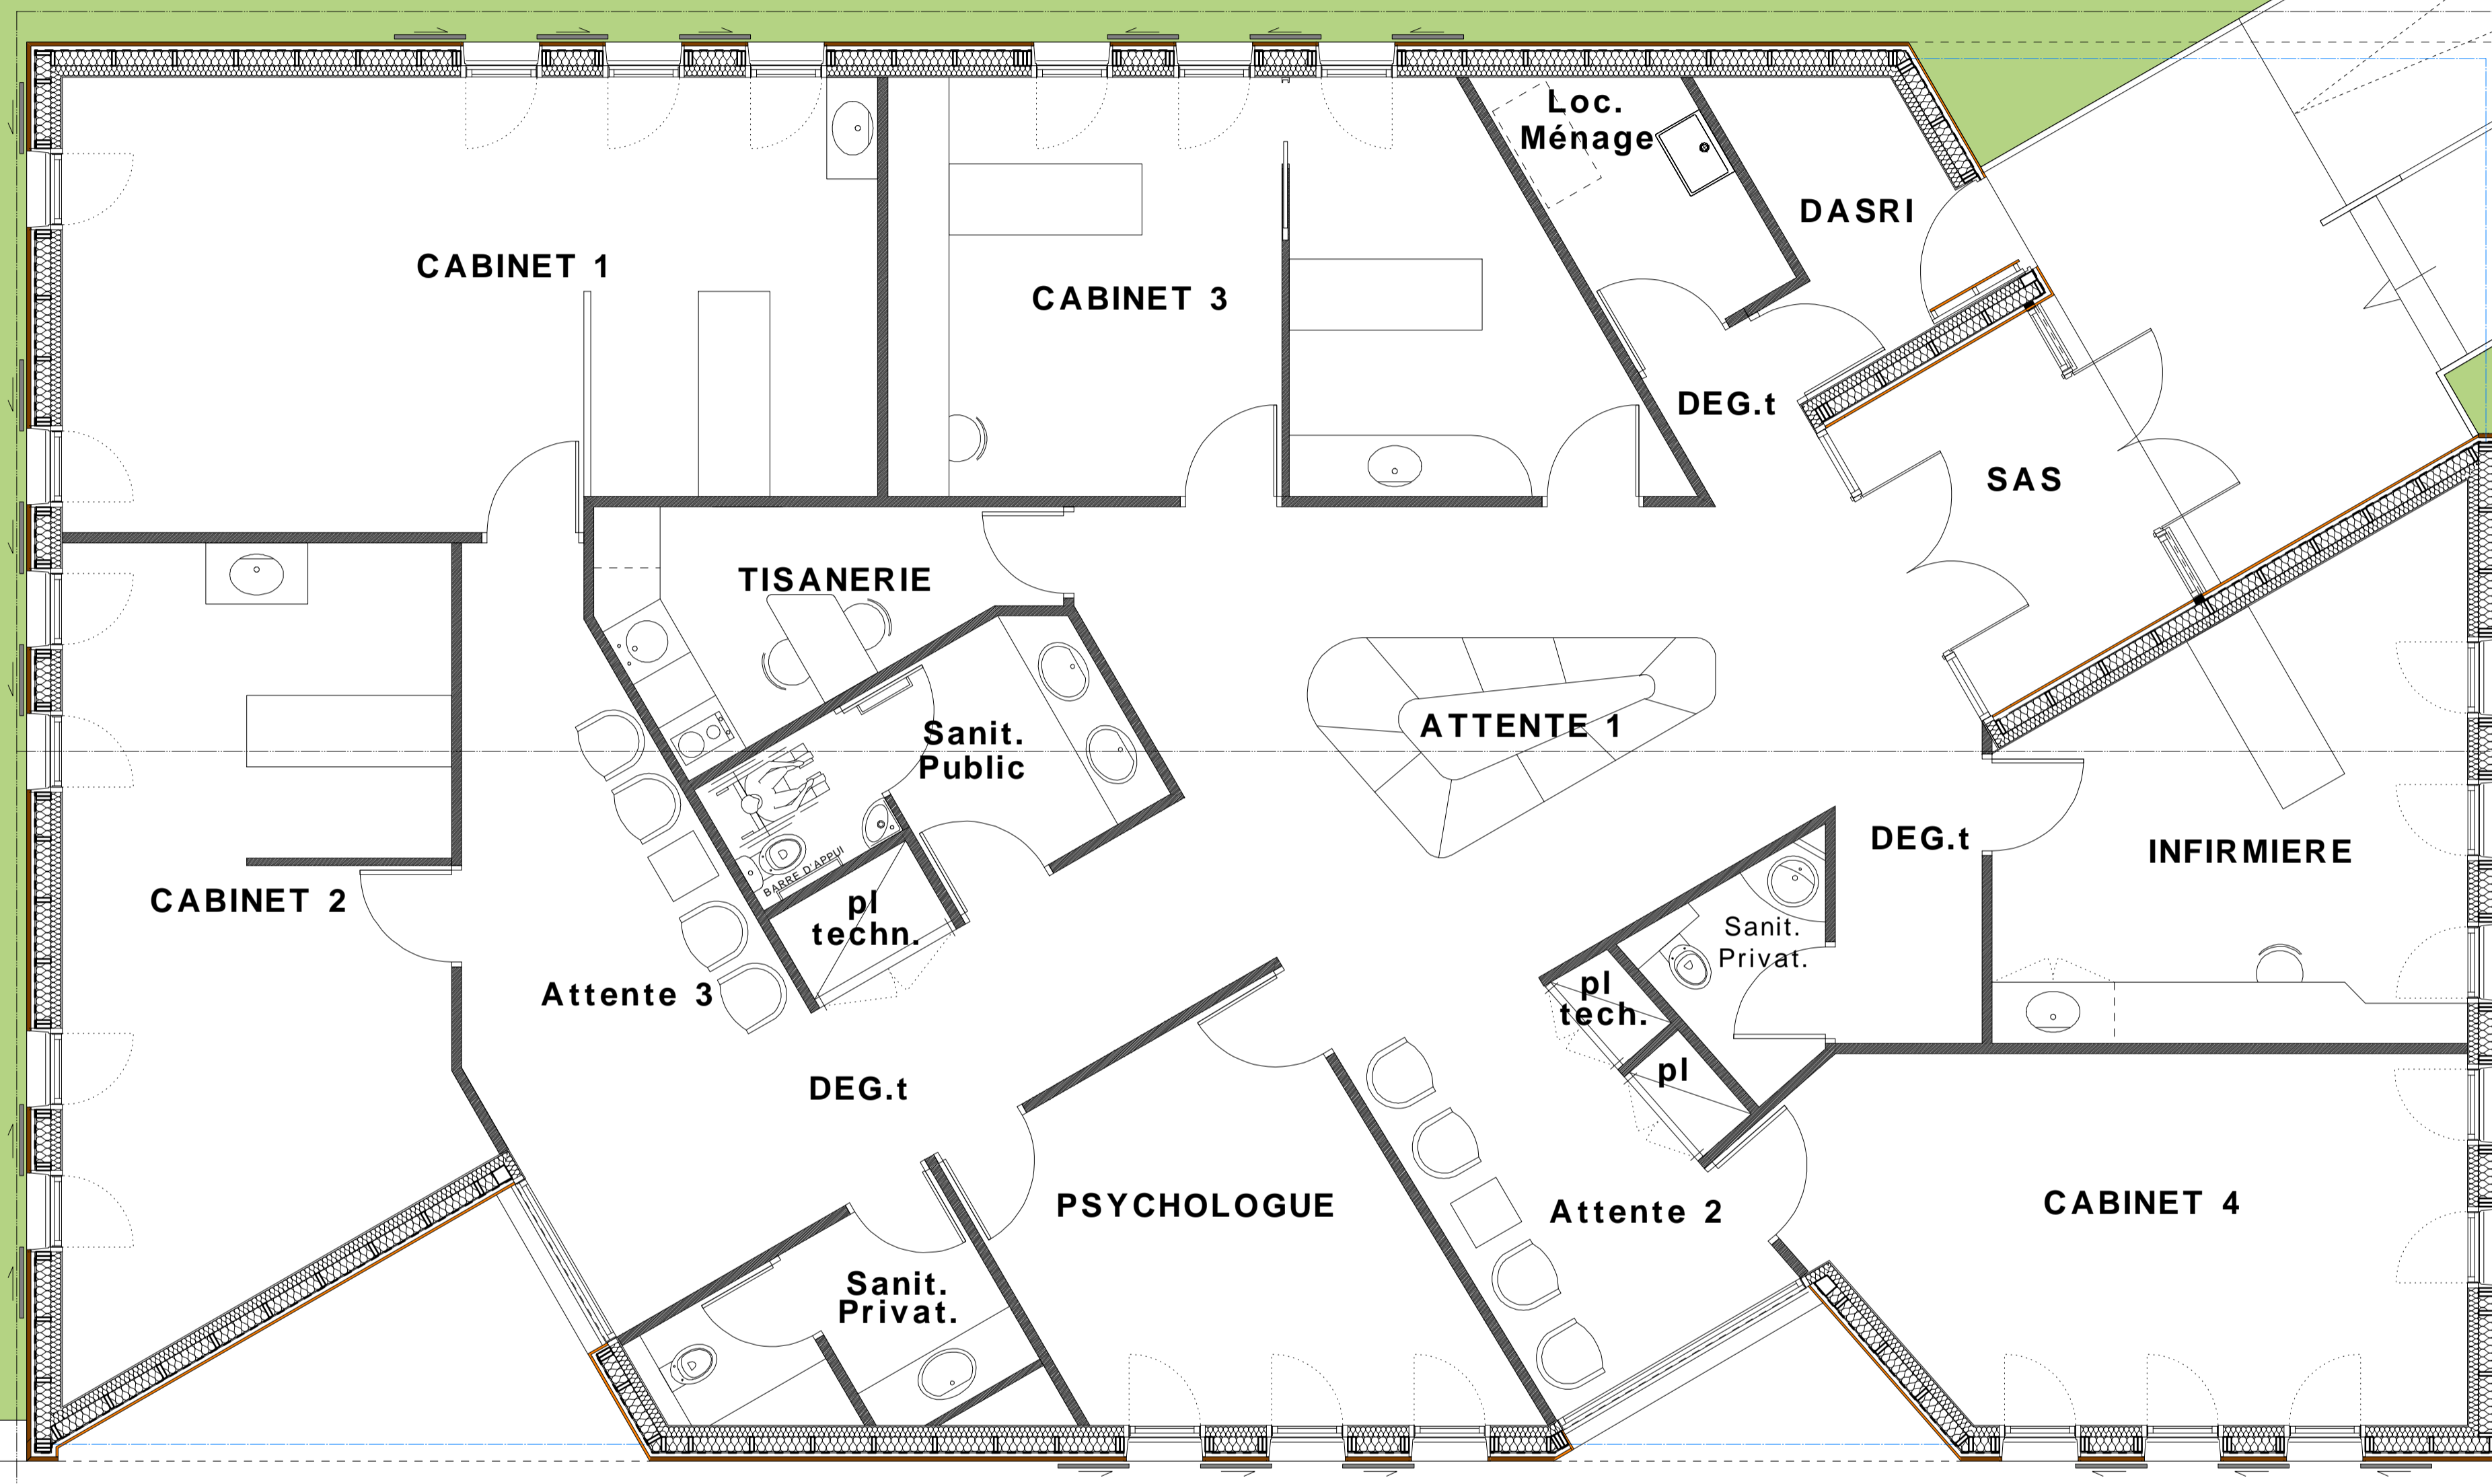 Loc.
Ménage
DASRI
CABINET 1
CABINET 3
DEG.t
SAS
TISANERIE
Sanit.
Public
ATTENTE 1
DEG.t
INFIRMIERE
BARRE D'APPUI
CABINET 2
pl
techn.
Sanit.
Privat.
Attente 3
pl
tech.
pl
DEG.t
PSYCHOLOGUE
Attente 2
CABINET 4
Sanit.
Privat.